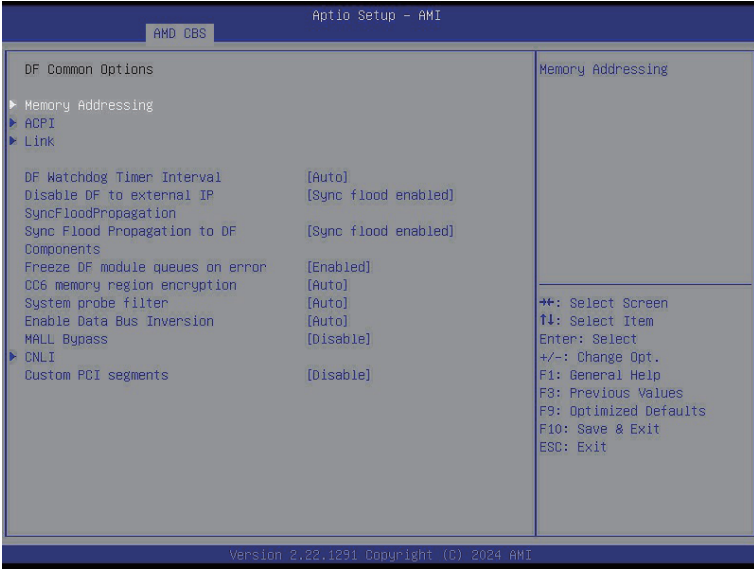 Aptio Setup – AMI
AMD CBS
DF Common Options
Memory Addressing
ACPI
Link
DF Watchdog Timer Interval [Auto]
Disable DF to external IP [Sync flood enabled]
SyncFloodPropagation
Sync Flood Propagation to DF [Sync flood enabled]
Components
Freeze DF module queues on error [Enabled]
CC6 memory region encryption [Auto]
System probe filter [Auto]
Enable Data Bus Inversion [Auto]
MALL Bypass [Disable]
CNLI
Custom PCI segments [Disable]
Memory Addressing
→←: Select Screen
↑↓: Select Item
Enter: Select
+/-: Change Opt.
F1: General Help
F3: Previous Values
F9: Optimized Defaults
F10: Save & Exit
ESC: Exit
Version 2.22.1291 Copyright (C) 2024 AMI